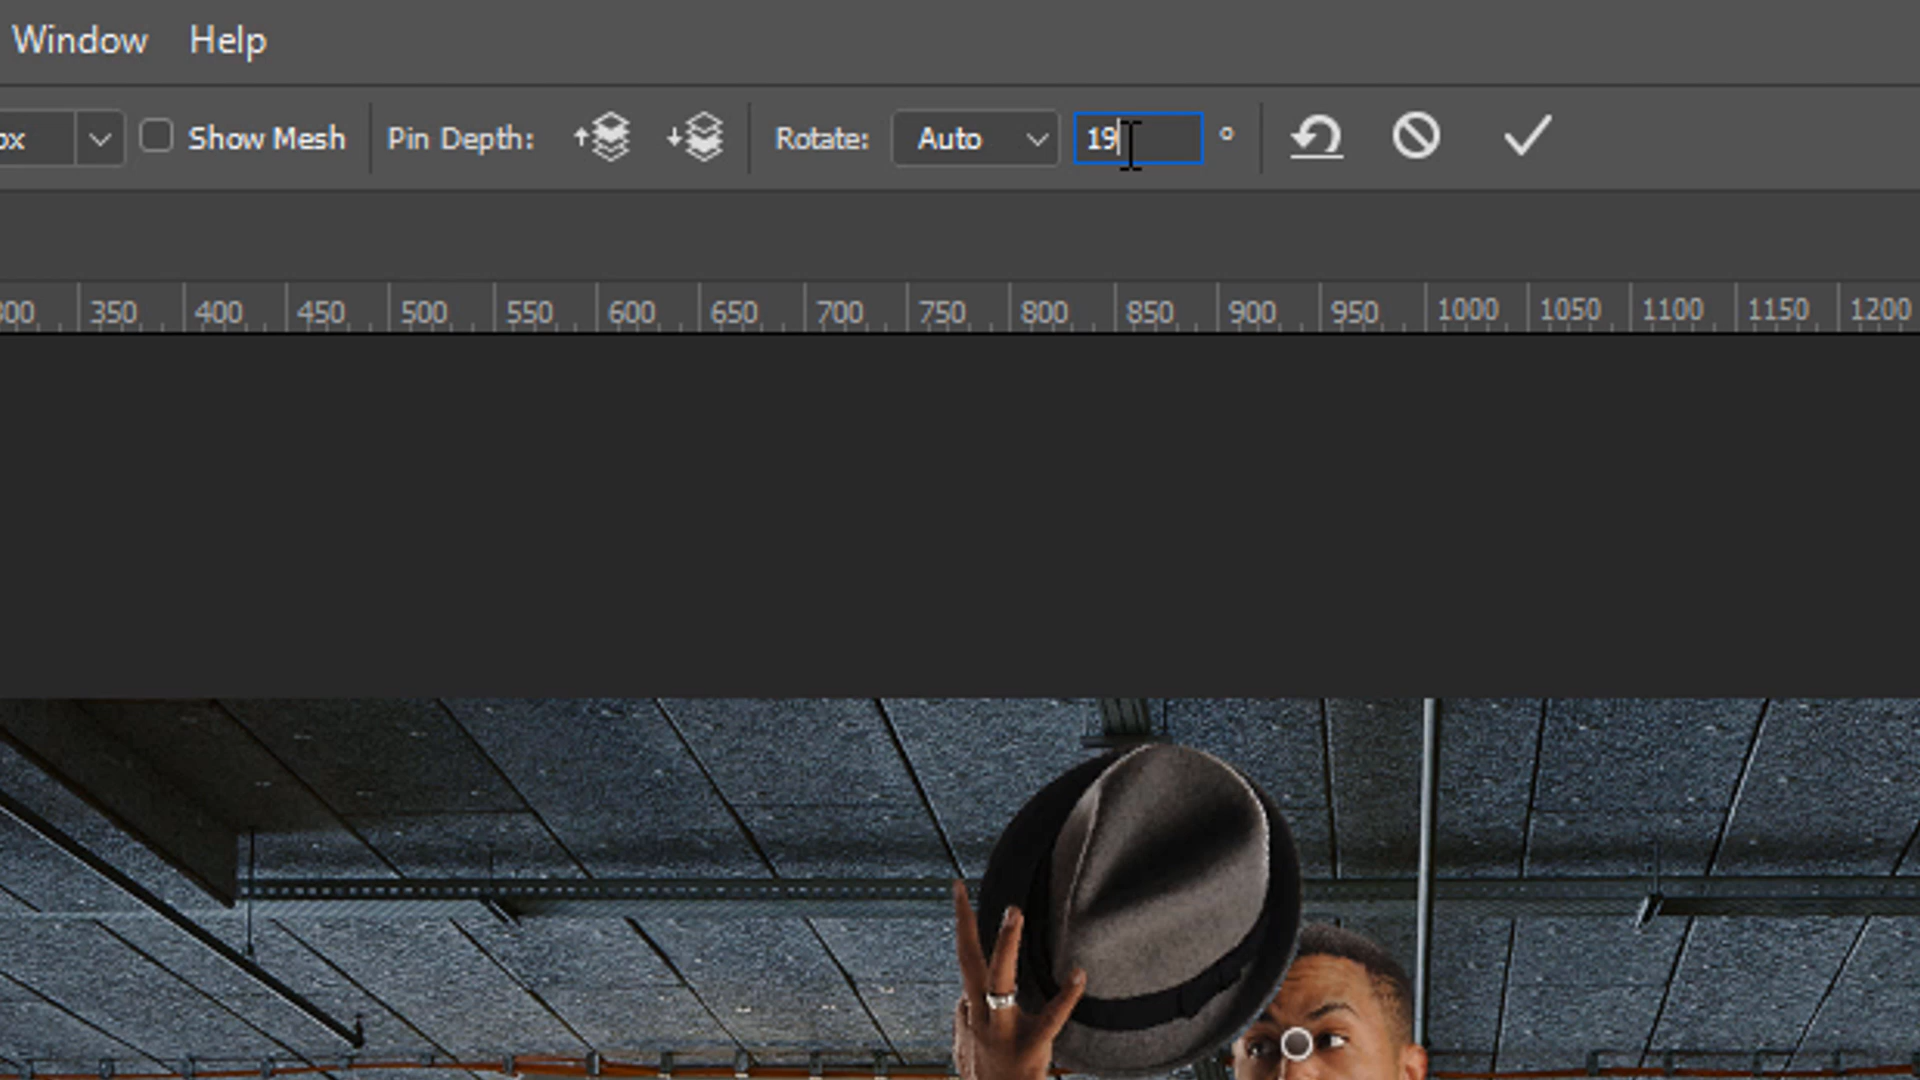 Window Help
px Show Mesh Pin Depth: Rotate: Auto 19 °
300 350 400 450 500 550 600 650 700 750 800 850 900 950 1000 1050 1100 1150 1200